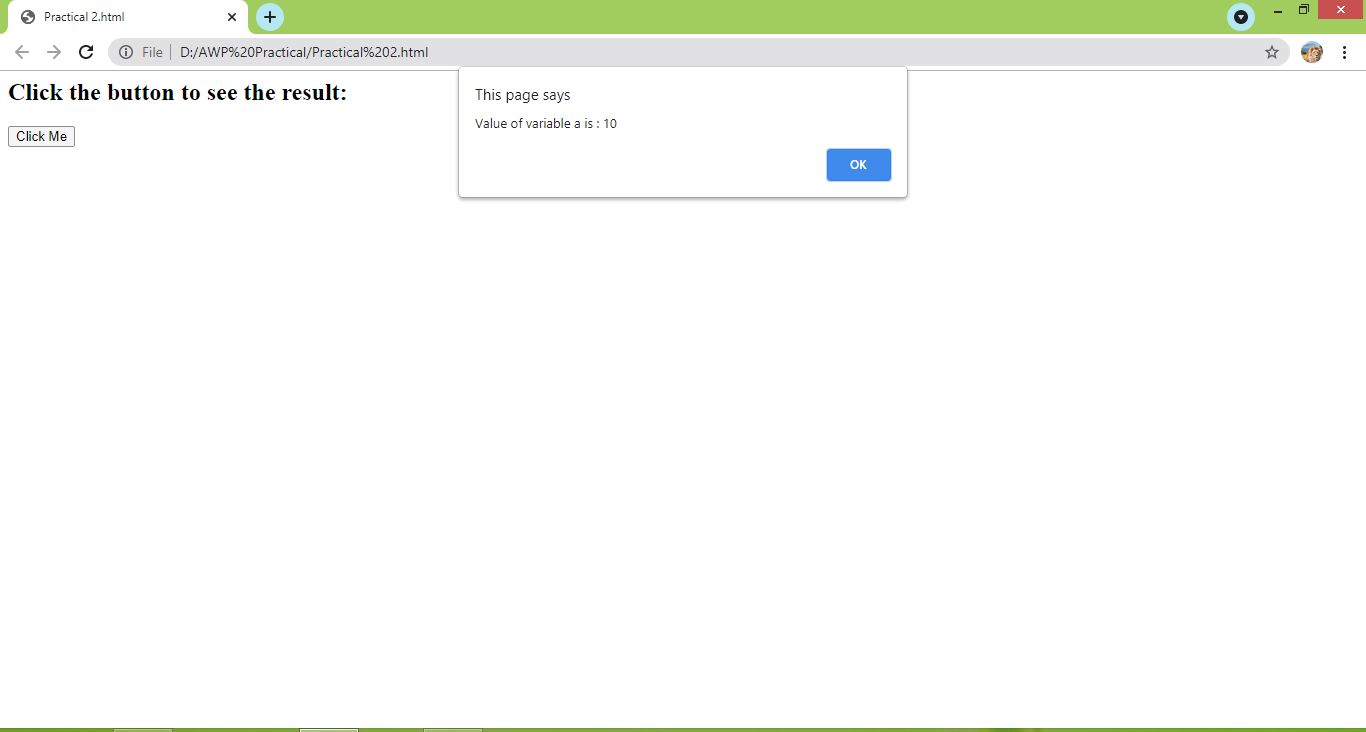 Practical 2.html
File D:/AWP%20Practical/Practical%202.html
Click the button to see the result:
Click Me
This page says
Value of variable a is : 10
OK